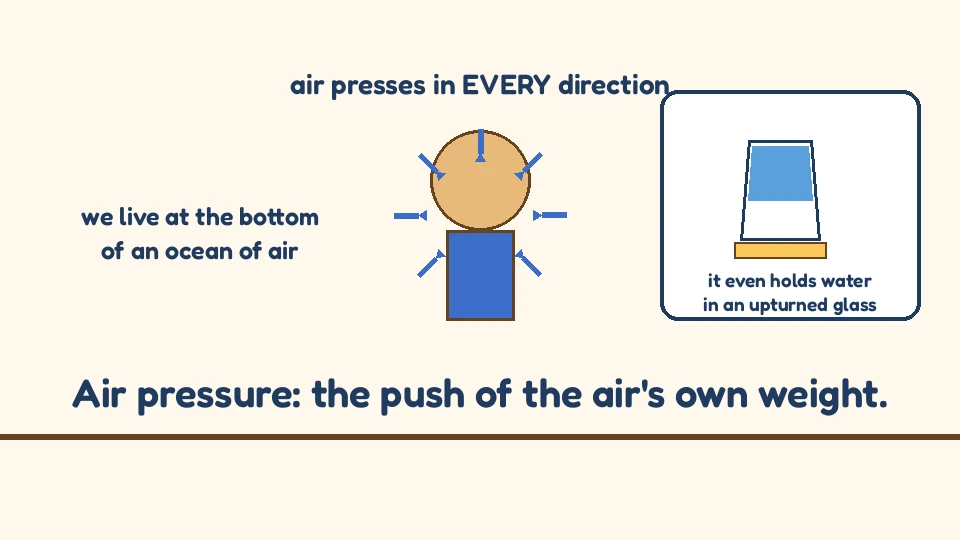 air presses in EVERY direction
we live at the bottom
of an ocean of air
it even holds water
in an upturned glass
Air pressure: the push of the air's own weight.